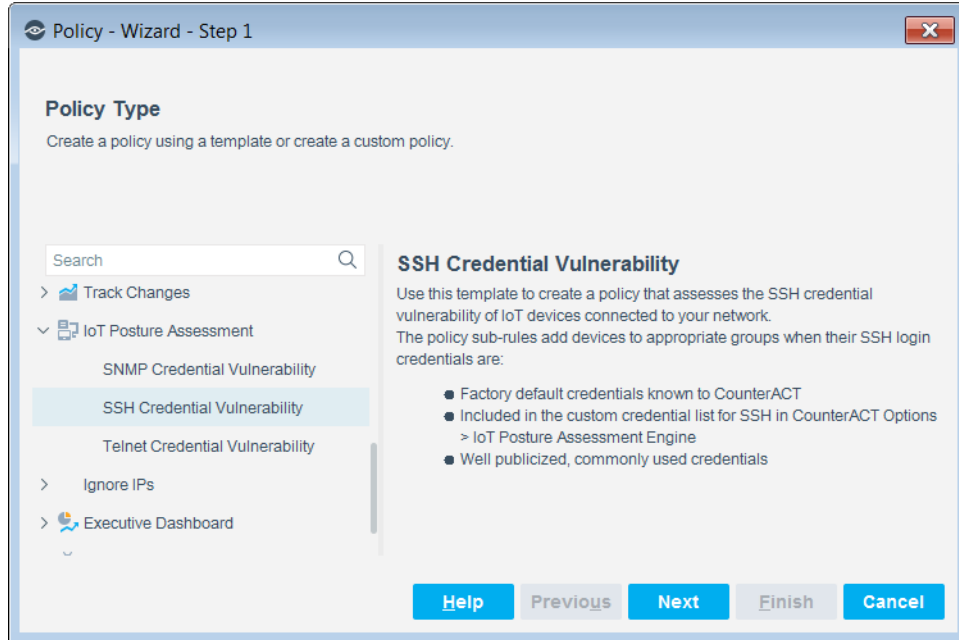 Policy - Wizard - Step 1
Policy Type
Create a policy using a template or create a custom policy.
Search
Track Changes
IoT Posture Assessment
SNMP Credential Vulnerability
SSH Credential Vulnerability
Telnet Credential Vulnerability
Ignore IPs
Executive Dashboard
SSH Credential Vulnerability
Use this template to create a policy that assesses the SSH credential
vulnerability of IoT devices connected to your network.
The policy sub-rules add devices to appropriate groups when their SSH login
credentials are:
● Factory default credentials known to CounterACT
● Included in the custom credential list for SSH in CounterACT Options
> IoT Posture Assessment Engine
● Well publicized, commonly used credentials
Help Previous Next Finish Cancel